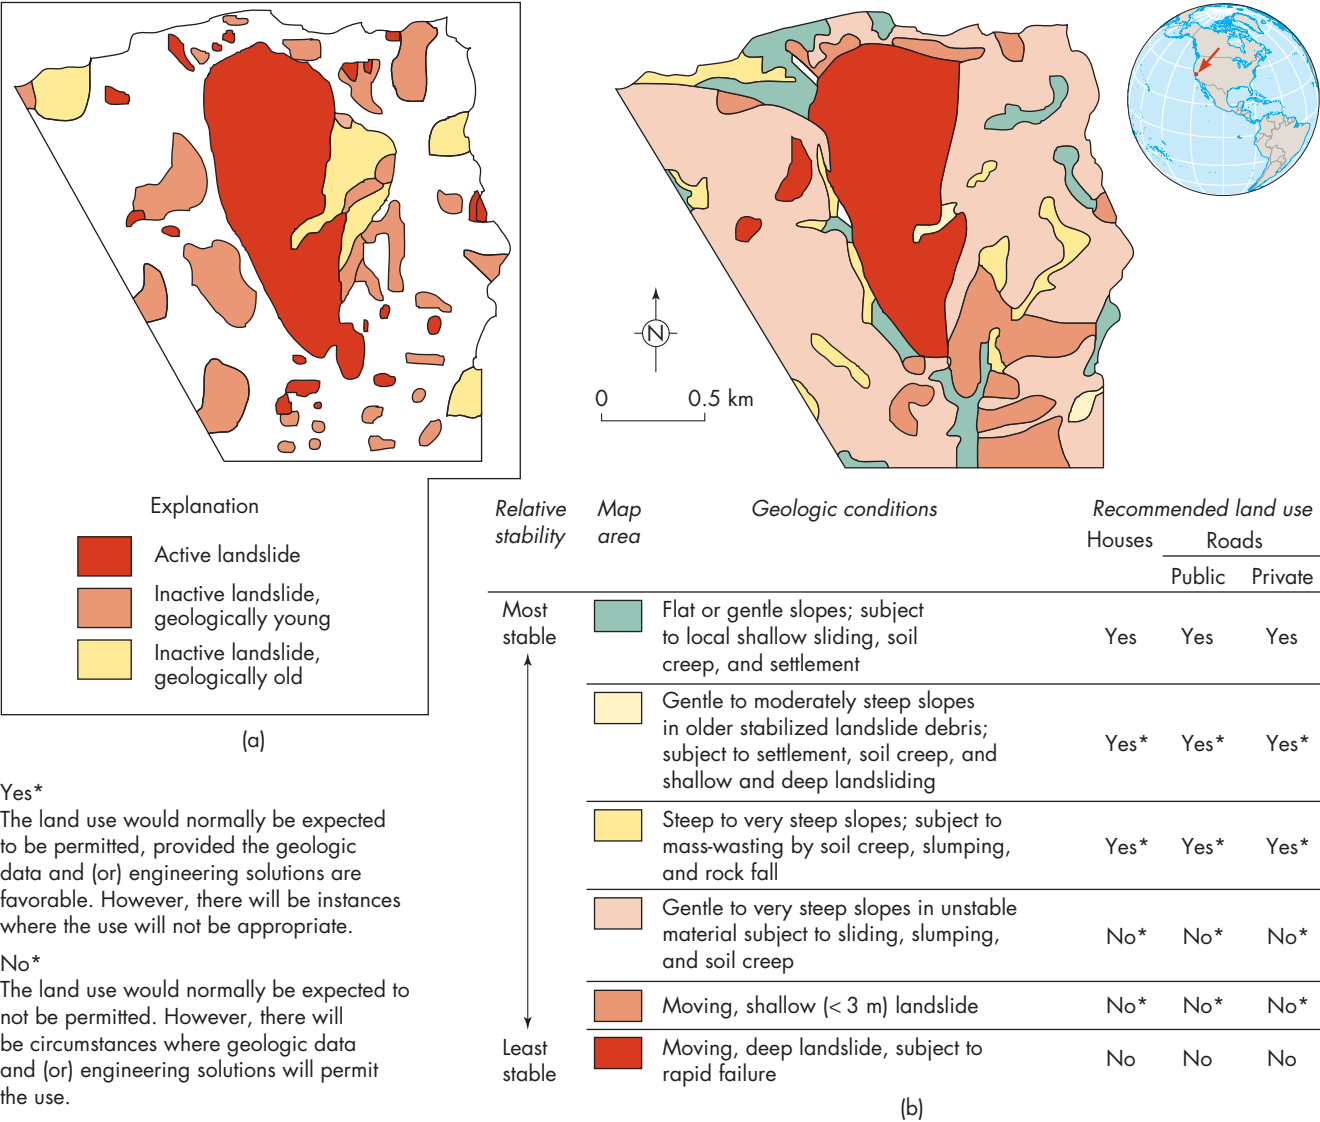 N
0 0.5 km
Explanation
Active landslide
Inactive landslide,
geologically young
Inactive landslide,
geologically old
(a)
Yes*
The land use would normally be expected
to be permitted, provided the geologic
data and (or) engineering solutions are
favorable. However, there will be instances
where the use will not be appropriate.
No*
The land use would normally be expected to
not be permitted. However, there will
be circumstances where geologic data
and (or) engineering solutions will permit
the use.
Relative
stability
Map
area
Geologic conditions
Recommended land use
Houses
Roads
Public Private
Most
stable
Flat or gentle slopes; subject
to local shallow sliding, soil
creep, and settlement
Yes Yes Yes
Gentle to moderately steep slopes
in older stabilized landslide debris;
subject to settlement, soil creep, and
shallow and deep landsliding
Yes* Yes* Yes*
Steep to very steep slopes; subject to
mass-wasting by soil creep, slumping,
and rock fall
Yes* Yes* Yes*
Gentle to very steep slopes in unstable
material subject to sliding, slumping,
and soil creep
No* No* No*
Moving, shallow (< 3 m) landslide
No* No* No*
Least
stable
Moving, deep landslide, subject to
rapid failure
No No No
(b)